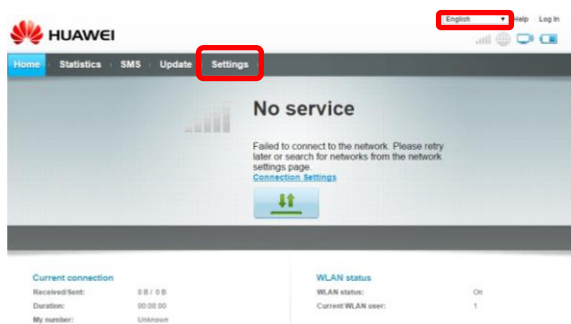 English Help Log In
HUAWEI
Home Statistics SMS Update Settings
No service
Failed to connect to the network. Please retry
later or search for networks from the network
settings page.
Connection Settings
Current connection
Received/Sent: 0 B / 0 B
Duration: 00:00:00
My number: Unknown
WLAN status
WLAN status: On
Current WLAN user: 1